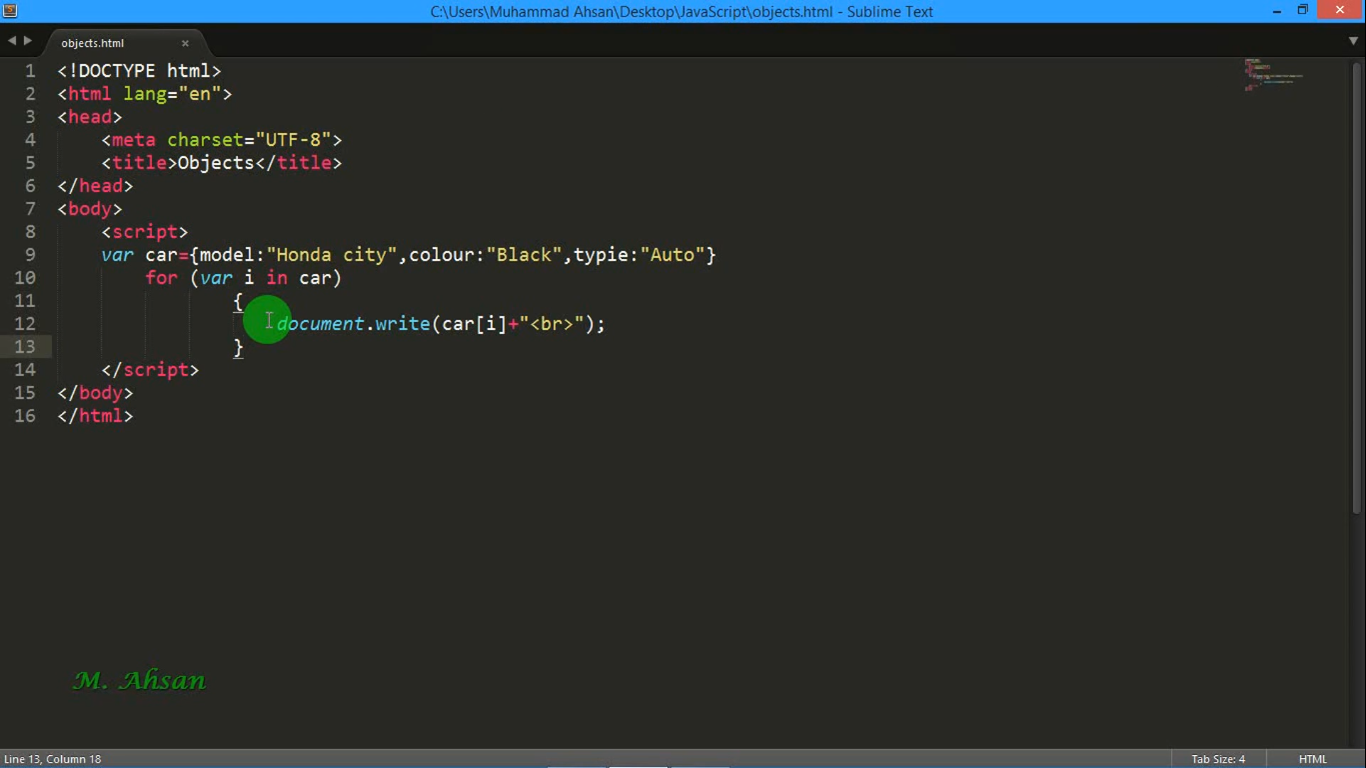 C:\Users\Muhammad Ahsan\Desktop\JavaScript\objects.html - Sublime Text
objects.html
1 <!DOCTYPE html>
2 <html lang="en">
3 <head>
4     <meta charset="UTF-8">
5     <title>Objects</title>
6 </head>
7 <body>
8     <script>
9     var car={model:"Honda city",colour:"Black",typie:"Auto"}
10         for (var i in car)
11                 {
12                     document.write(car[i]+"<br>");
13                 }
14     </script>
15 </body>
16 </html>
M. Ahsan
Line 13, Column 18
Tab Size: 4
HTML